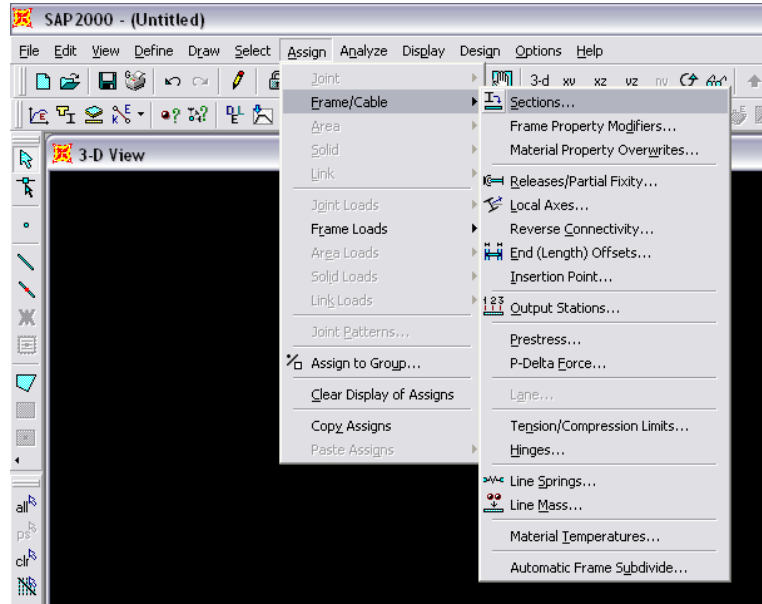 SAP2000 - (Untitled)
File Edit View Define Draw Select Assign Analyze Display Design Options Help
3-d xy xz yz nv
3-D View
Joint
Frame/Cable
Area
Solid
Link
Joint Loads
Frame Loads
Area Loads
Solid Loads
Link Loads
Joint Patterns...
Assign to Group...
Clear Display of Assigns
Copy Assigns
Paste Assigns
Sections...
Frame Property Modifiers...
Material Property Overwrites...
Releases/Partial Fixity...
Local Axes...
Reverse Connectivity...
End (Length) Offsets...
Insertion Point...
1 2 3
Output Stations...
Prestress...
P-Delta Force...
Lane...
Tension/Compression Limits...
Hinges...
Line Springs...
Line Mass...
Material Temperatures...
Automatic Frame Subdivide...
all
ps
clr